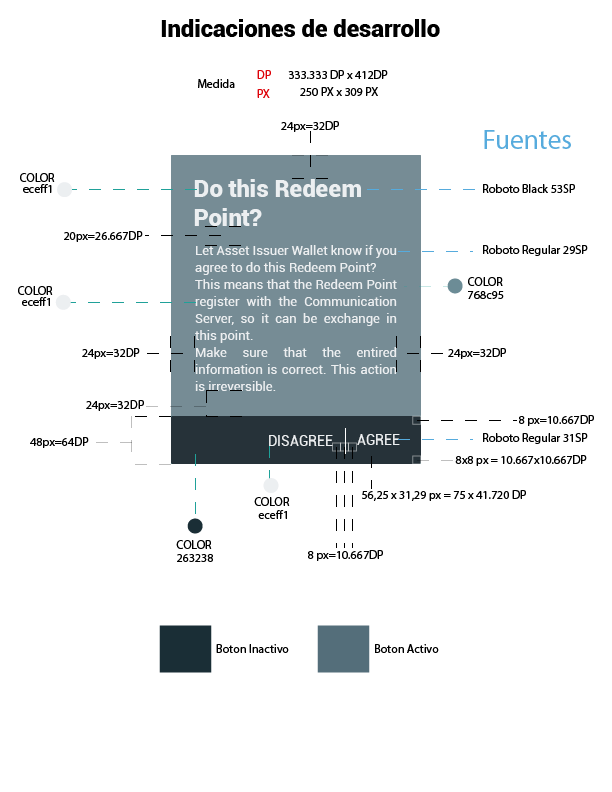 Indicaciones de desarrollo
Medida
DP 333.333 DP x 412DP
PX 250 PX x 309 PX
24px=32DP
Fuentes
COLOR
eceff1
Do this Redeem
Point?
Roboto Black 53SP
20px=26.667DP
Let Asset Issuer Wallet know if you
agree to do this Redeem Point?
This means that the Redeem Point
register with the Communication
Server, so it can be exchange in
this point.
Make sure that the entired
information is correct. This action
is irreversible.
Roboto Regular 29SP
COLOR
768c95
COLOR
eceff1
24px=32DP
24px=32DP
24px=32DP
8 px=10.667DP
48px=64DP
DISAGREE
AGREE
Roboto Regular 31SP
8x8 px = 10.667x10.667DP
56,25 x 31,29 px = 75 x 41.720 DP
COLOR
eceff1
COLOR
263238
8 px=10.667DP
Boton Inactivo
Boton Activo